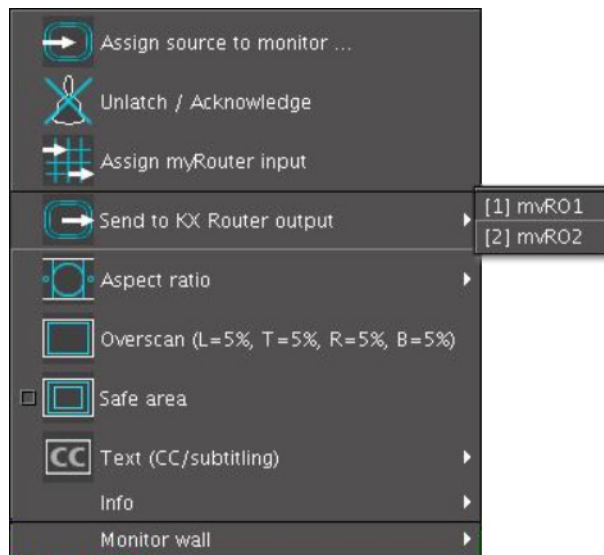 Assign source to monitor ...
Unlatch / Acknowledge
Assign myRouter input
Send to KX Router output
[1] mvRO1
[2] mvRO2
Aspect ratio
Overscan (L=5%, T=5%, R=5%, B=5%)
Safe area
CC Text (CC/subtitling)
Info
Monitor wall